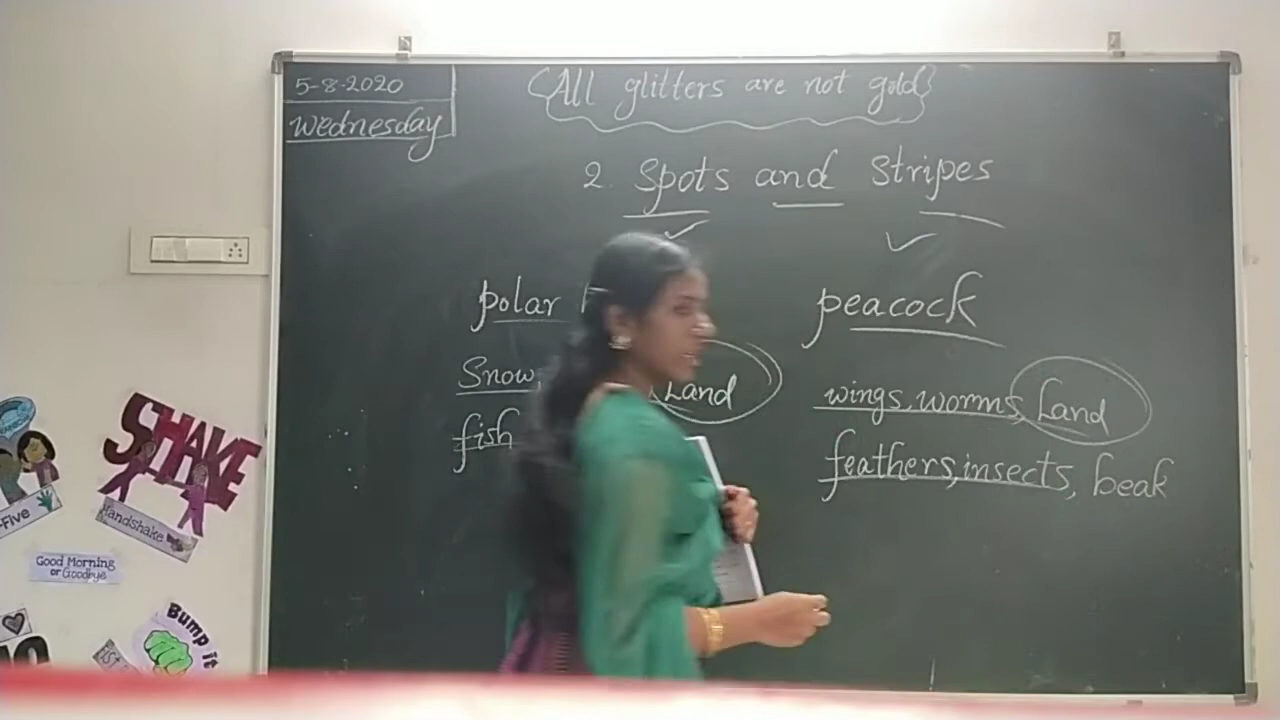 5-8-2020
Wednesday
{All glitters are not gold}
2. Spots and Stripes
polar
peacock
Snow, Land
wings, worms, Land
fish
feathers, insects, beak
SHAKE
Handshake
-Five
Good Morning
or Goodbye
Bump it